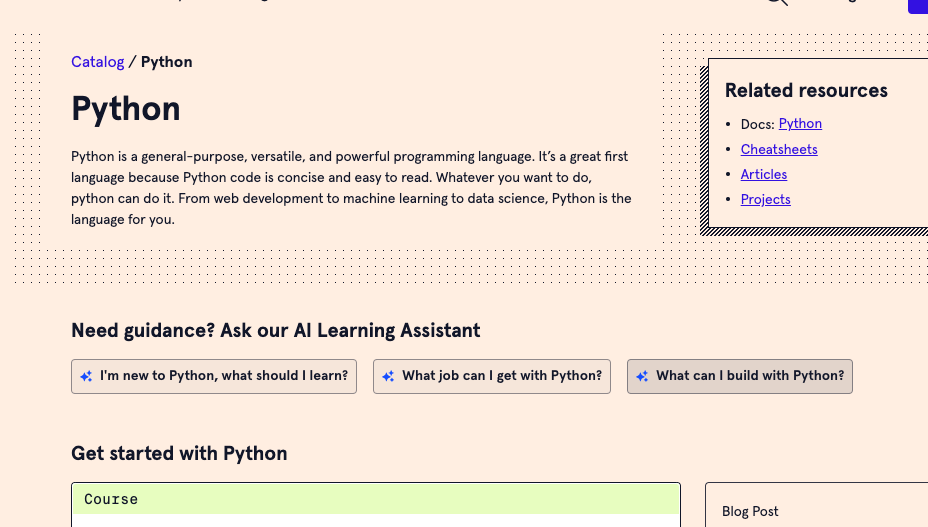 Catalog / Python
Python
Python is a general-purpose, versatile, and powerful programming language. It’s a great first
language because Python code is concise and easy to read. Whatever you want to do,
python can do it. From web development to machine learning to data science, Python is the
language for you.
Related resources
• Docs: Python
• Cheatsheets
• Articles
• Projects
Need guidance? Ask our AI Learning Assistant
I'm new to Python, what should I learn?
What job can I get with Python?
What can I build with Python?
Get started with Python
Course
Blog Post